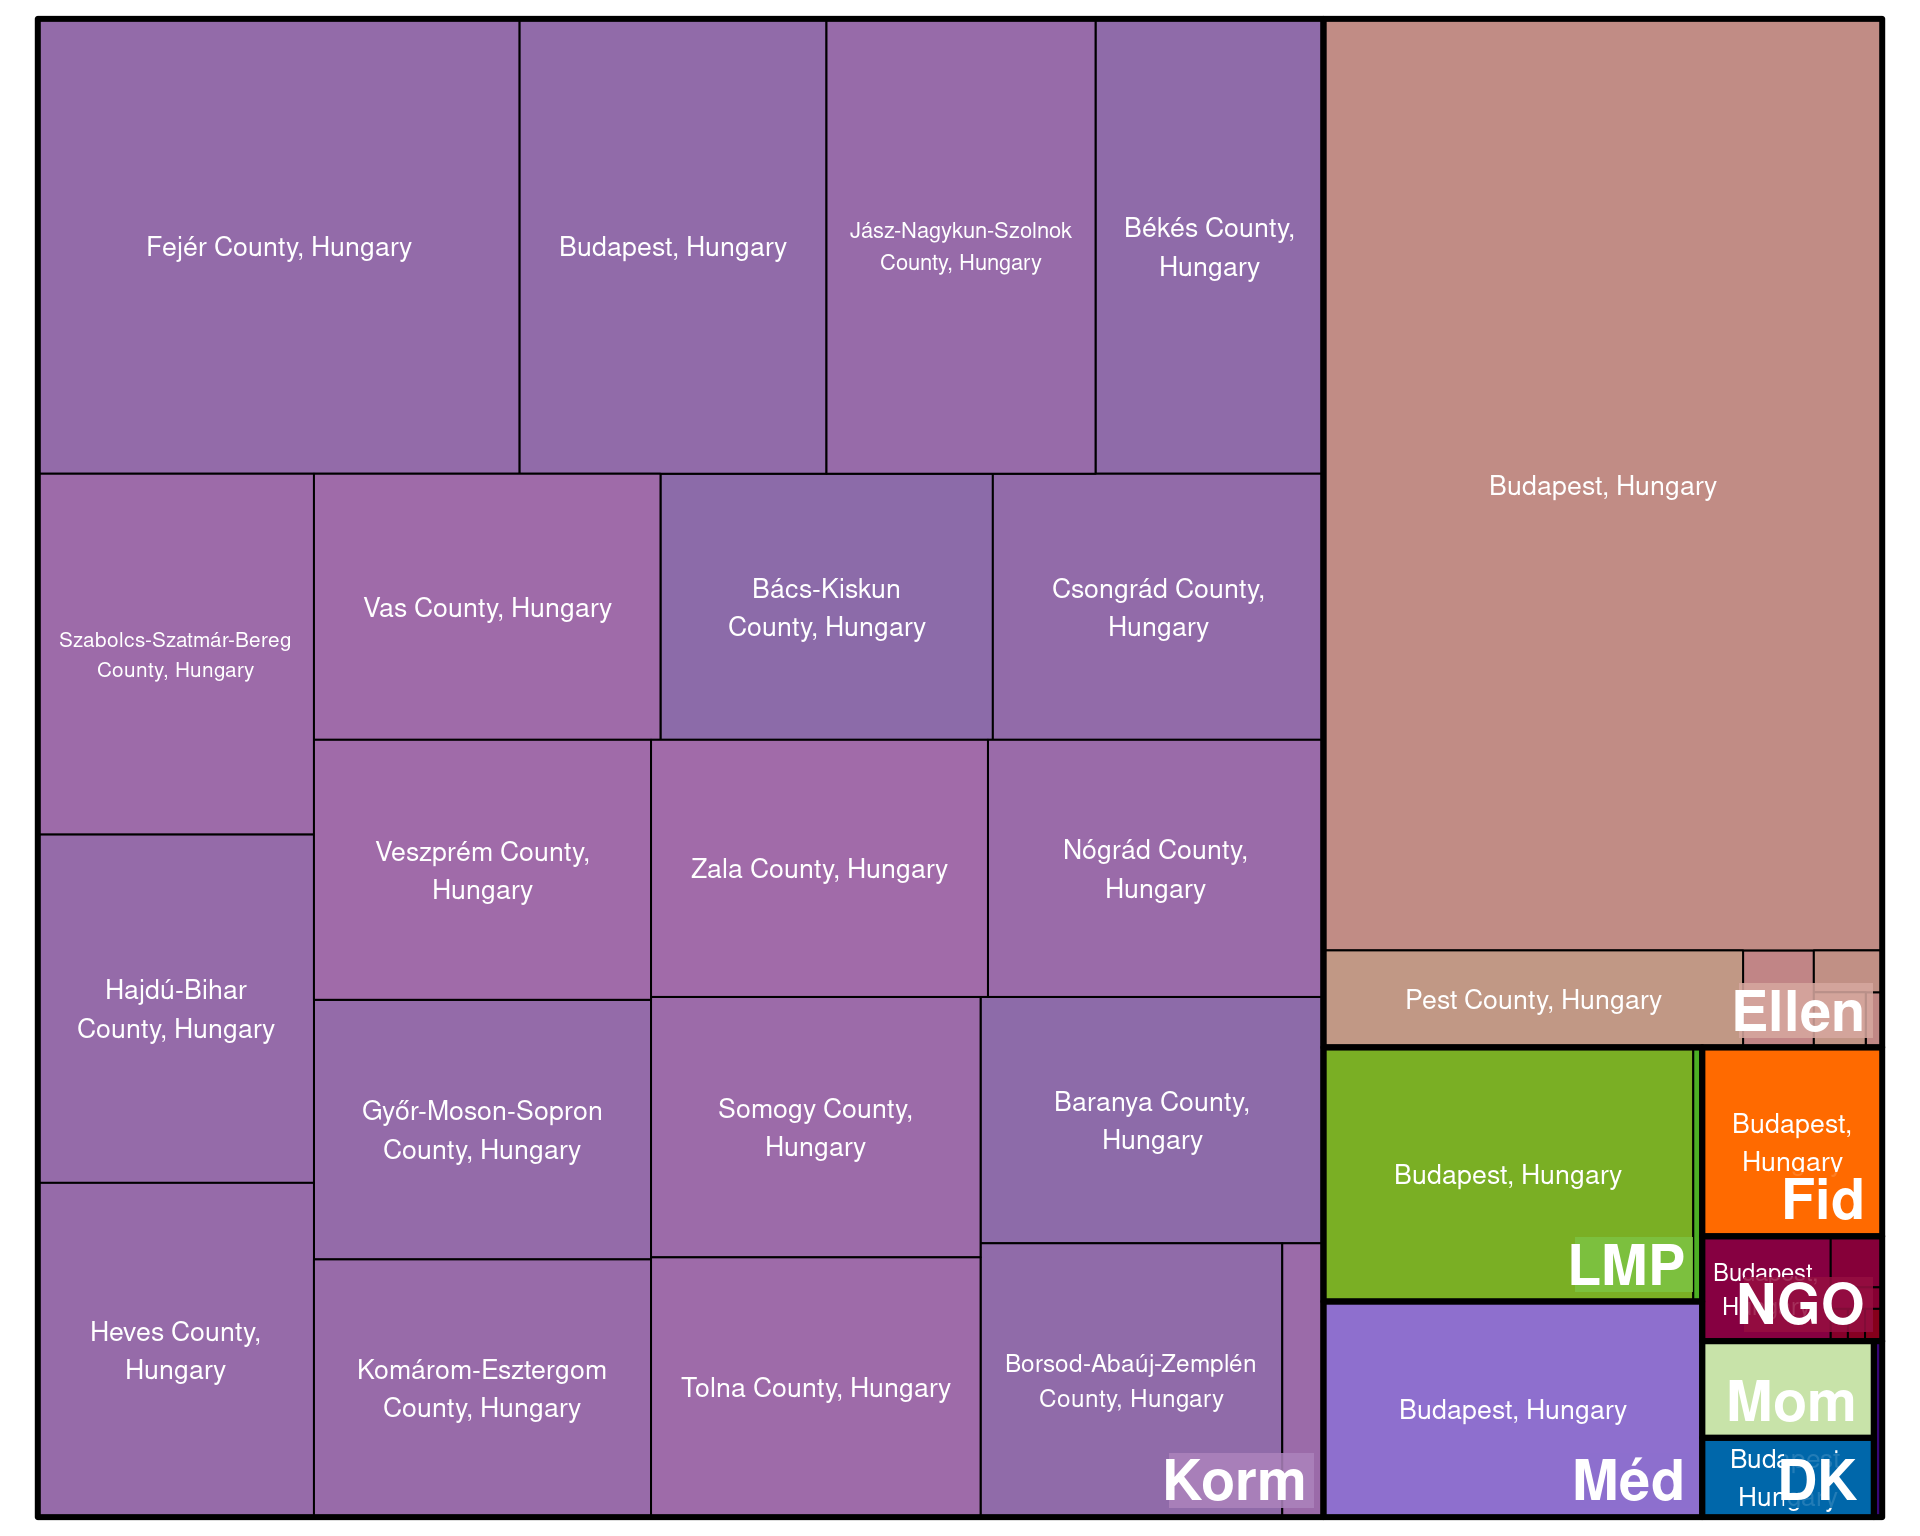 Fejér County, Hungary
Budapest, Hungary
Jász-Nagykun-Szolnok
County, Hungary
Békés County,
Hungary
Szabolcs-Szatmár-Bereg
County, Hungary
Vas County, Hungary
Bács-Kiskun
County, Hungary
Csongrád County,
Hungary
Hajdú-Bihar
County, Hungary
Veszprém County,
Hungary
Zala County, Hungary
Nógrád County,
Hungary
Heves County,
Hungary
Győr-Moson-Sopron
County, Hungary
Somogy County,
Hungary
Baranya County,
Hungary
Komárom-Esztergom
County, Hungary
Tolna County, Hungary
Borsod-Abaúj-Zemplén
County, Hungary
Korm
Budapest, Hungary
Pest County, Hungary
Ellen
Budapest, Hungary
LMP
Budapest, Hungary
Méd
Budapest,
Hungary
Fid
Budapest,
Hungary
NGO
Mom
Budapest,
Hungary
DK